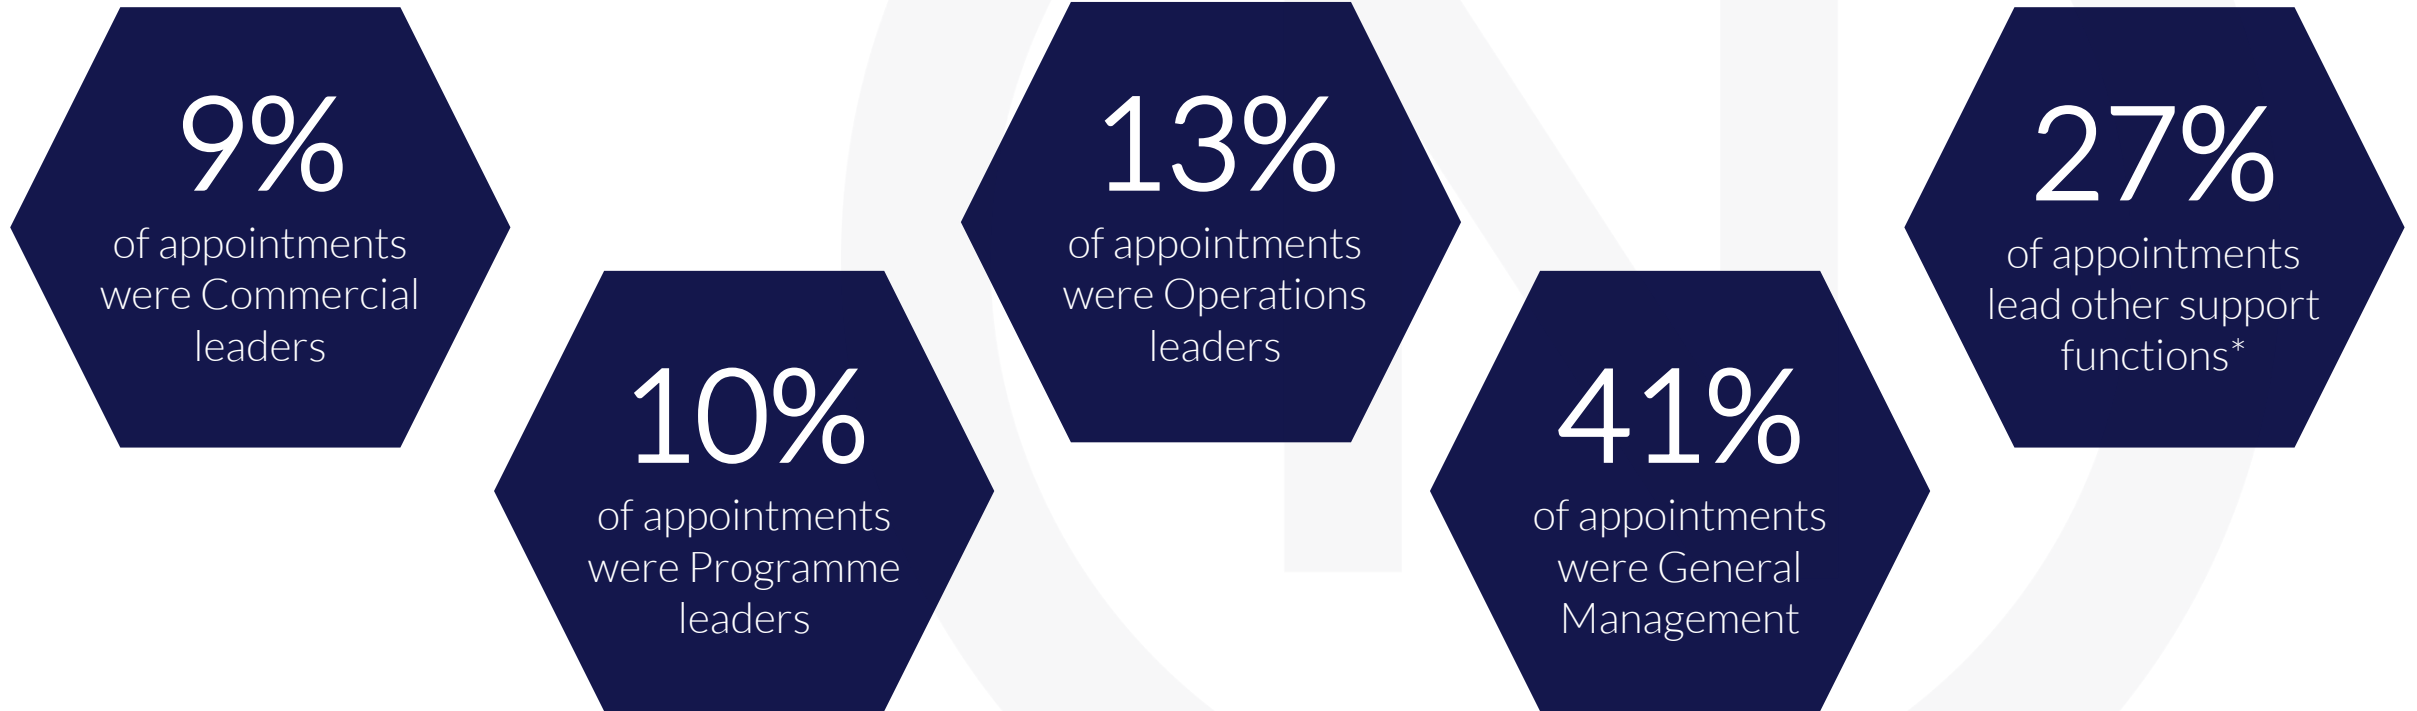 9%
of appointments
were Commercial
leaders
10%
of appointments
were Programme
leaders
13%
of appointments
were Operations
leaders
41%
of appointments
were General
Management
27%
of appointments
lead other support
functions*